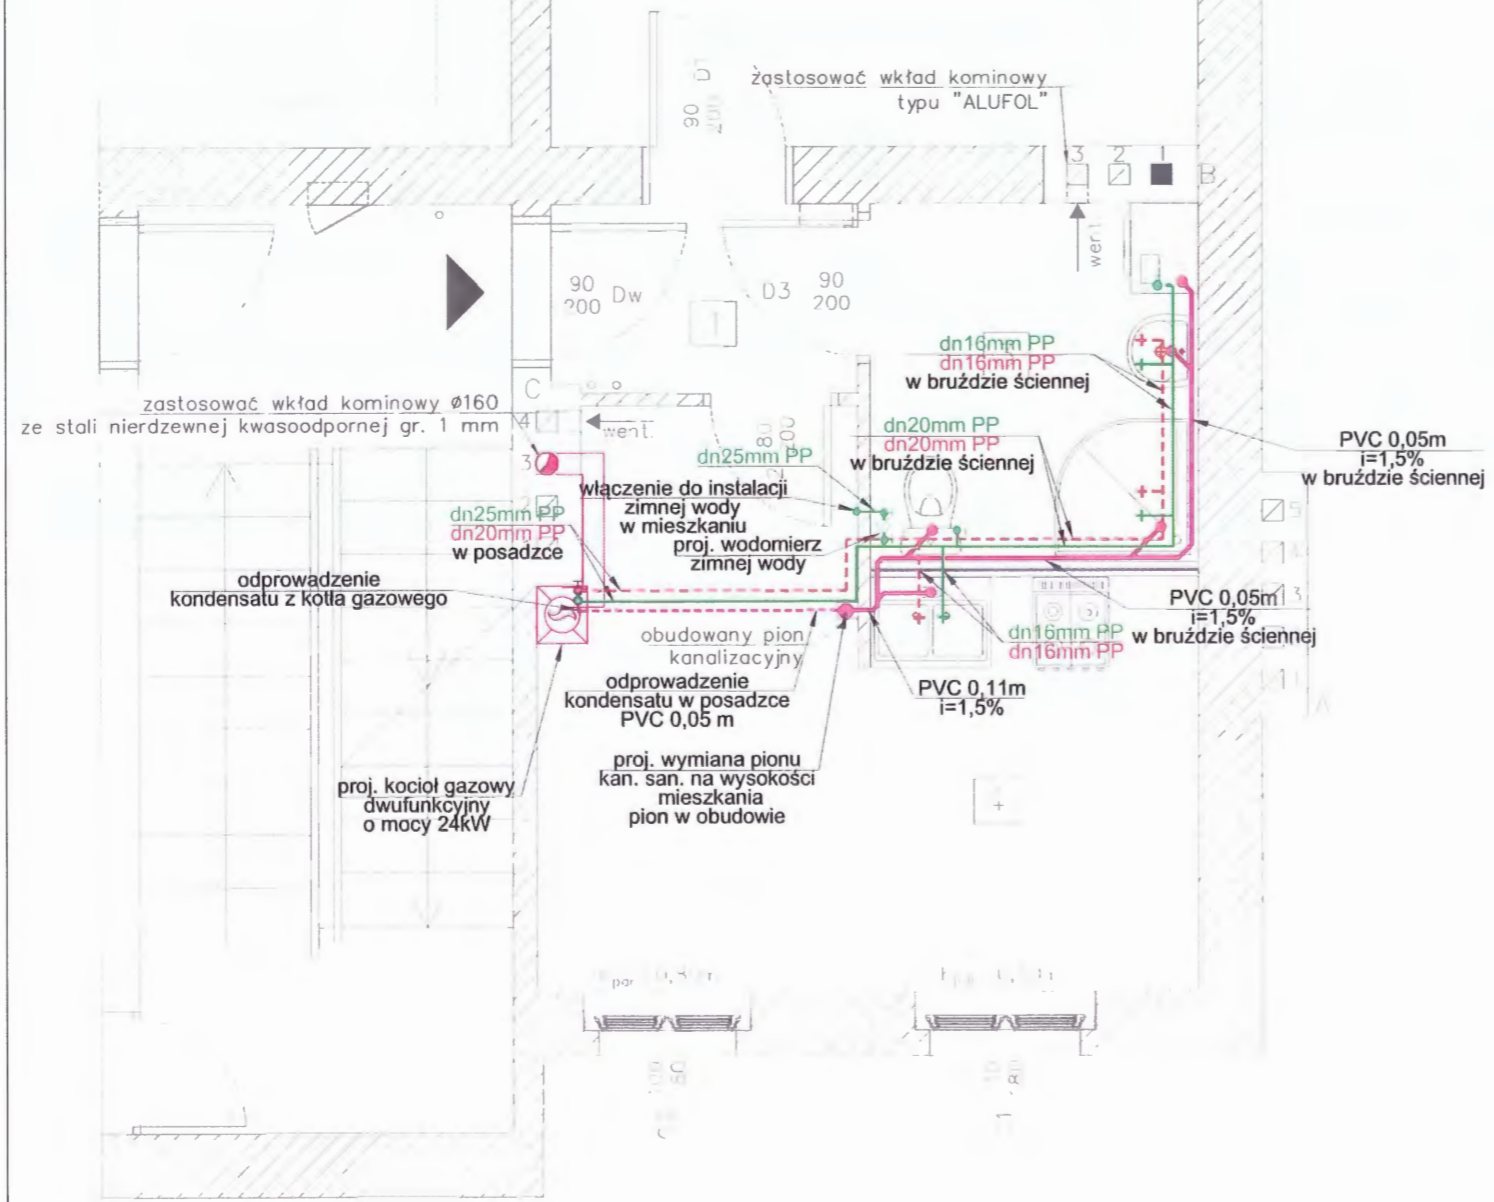 D1
90
200
zastosować wkład kominowy
typu "ALUFOL"
3 2 1
B
went.
90
200
Dw
D3
90
200
1
dn16mm PP
dn16mm PP
w bruździe ściennej
C
zastosować wkład kominowy ø160
ze stali nierdzewnej kwasoodpornej gr. 1 mm
4
went.
3
2
80
200
dn20mm PP
dn20mm PP
w bruździe ściennej
PVC 0,05m
i=1,5%
w bruździe ściennej
dn25mm PP
włączenie do instalacji
zimnej wody
w mieszkaniu
proj. wodomierz
zimnej wody
dn25mm PP
dn20mm PP
w posadzce
5
4
3
1
A
odprowadzenie
kondensatu z kotła gazowego
PVC 0,05m
i=1,5%
w bruździe ściennej
dn16mm PP
dn16mm PP
obudowany pion
kanalizacyjny
odprowadzenie
kondensatu w posadzce
PVC 0,05 m
PVC 0,11m
i=1,5%
proj. wymiana pionu
kan. san. na wysokości
mieszkania
pion w obudowie
proj. kocioł gazowy
dwufunkcyjny
o mocy 24kW